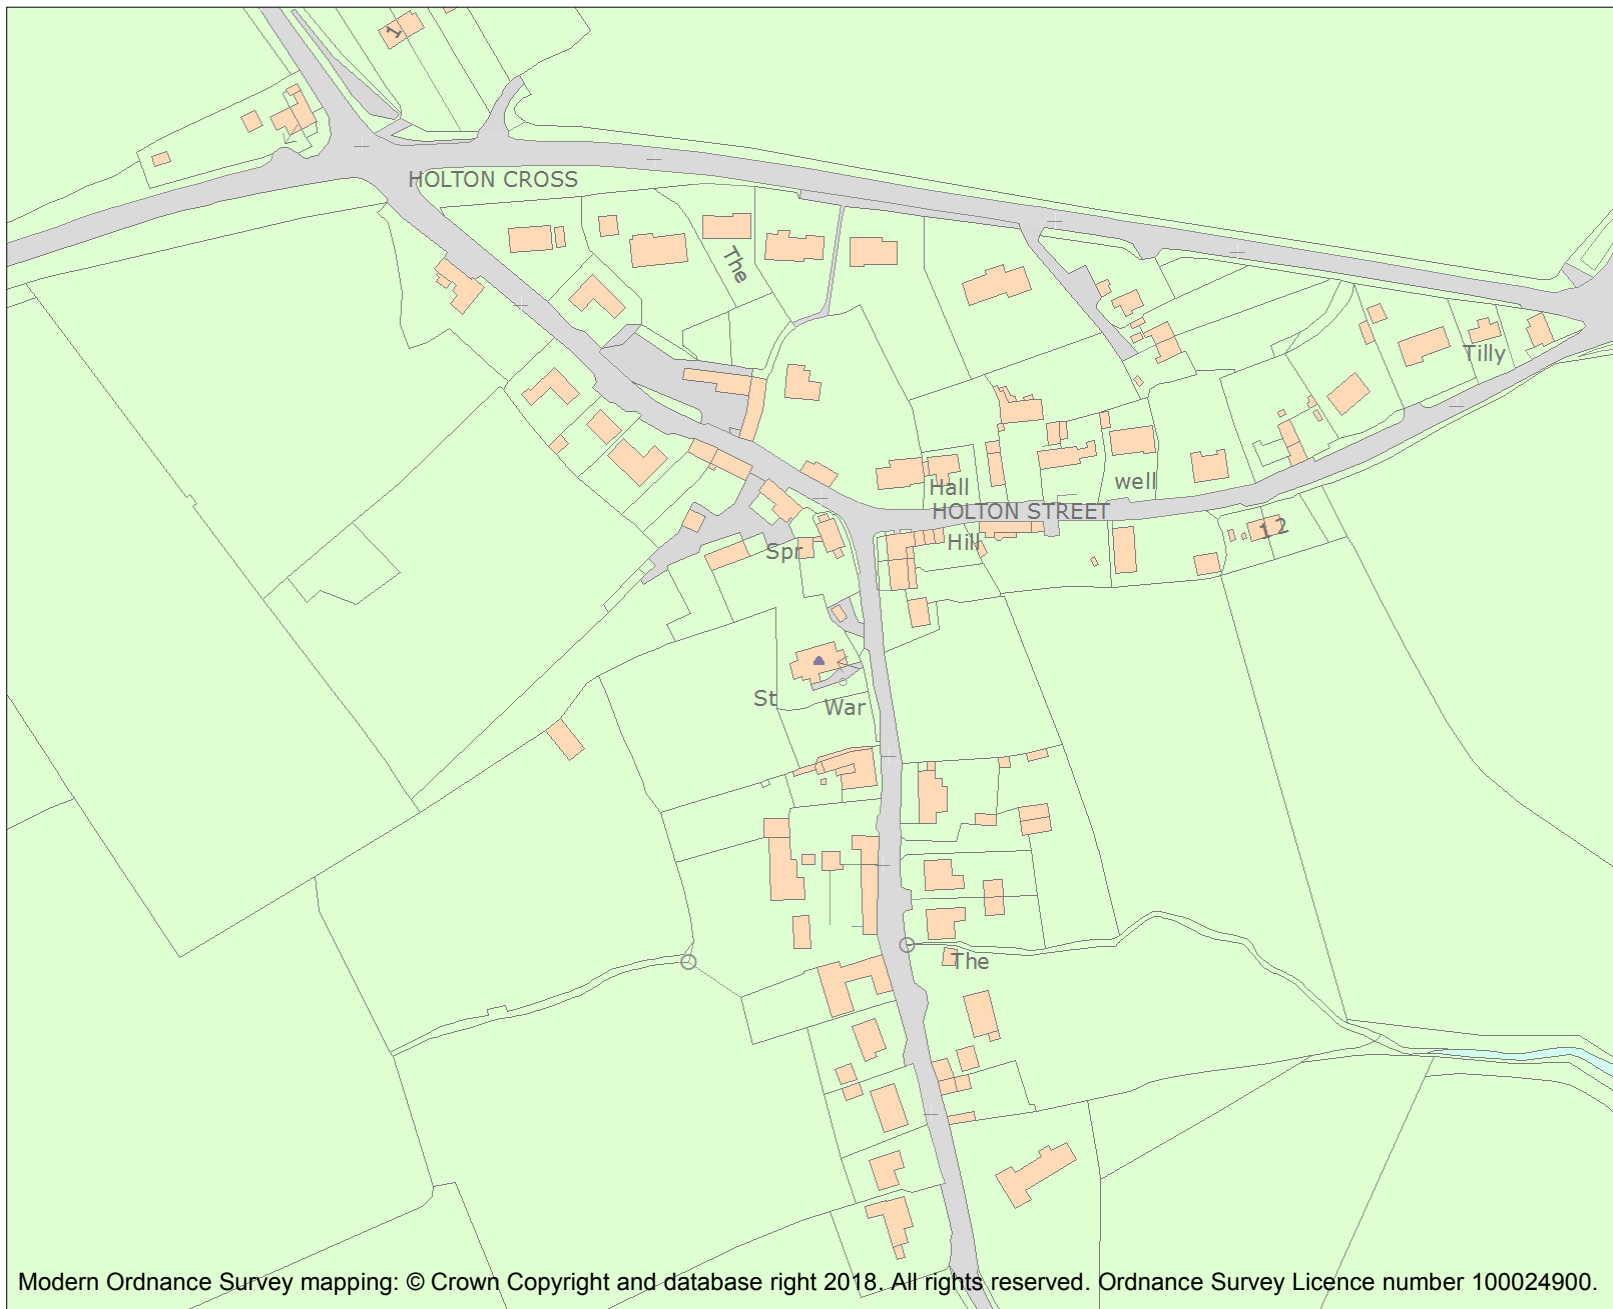 1
HOLTON CROSS
The
Tilly
well
Hall
HOLTON STREET
12
Hill
Spr
St
War
The
Modern Ordnance Survey mapping: © Crown Copyright and database right 2018. All rights reserved. Ordnance Survey Licence number 100024900.